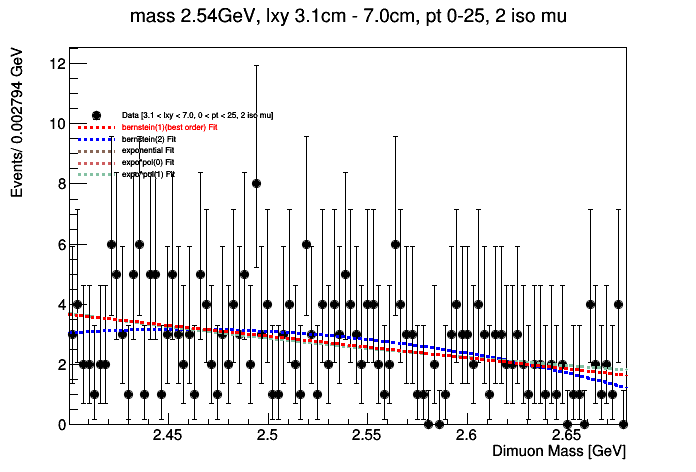 mass 2.54GeV, lxy 3.1cm - 7.0cm, pt 0-25, 2 iso mu
Events/ 0.002794 GeV
12
10
8
6
4
2
0
Data [3.1 < lxy < 7.0, 0 < pt < 25, 2 iso mu]
bernstein(1)(best order) Fit
bernstein(2) Fit
exponential Fit
expo*pol(0) Fit
expo*pol(1) Fit
2.45
2.5
2.55
2.6
2.65
Dimuon Mass [GeV]